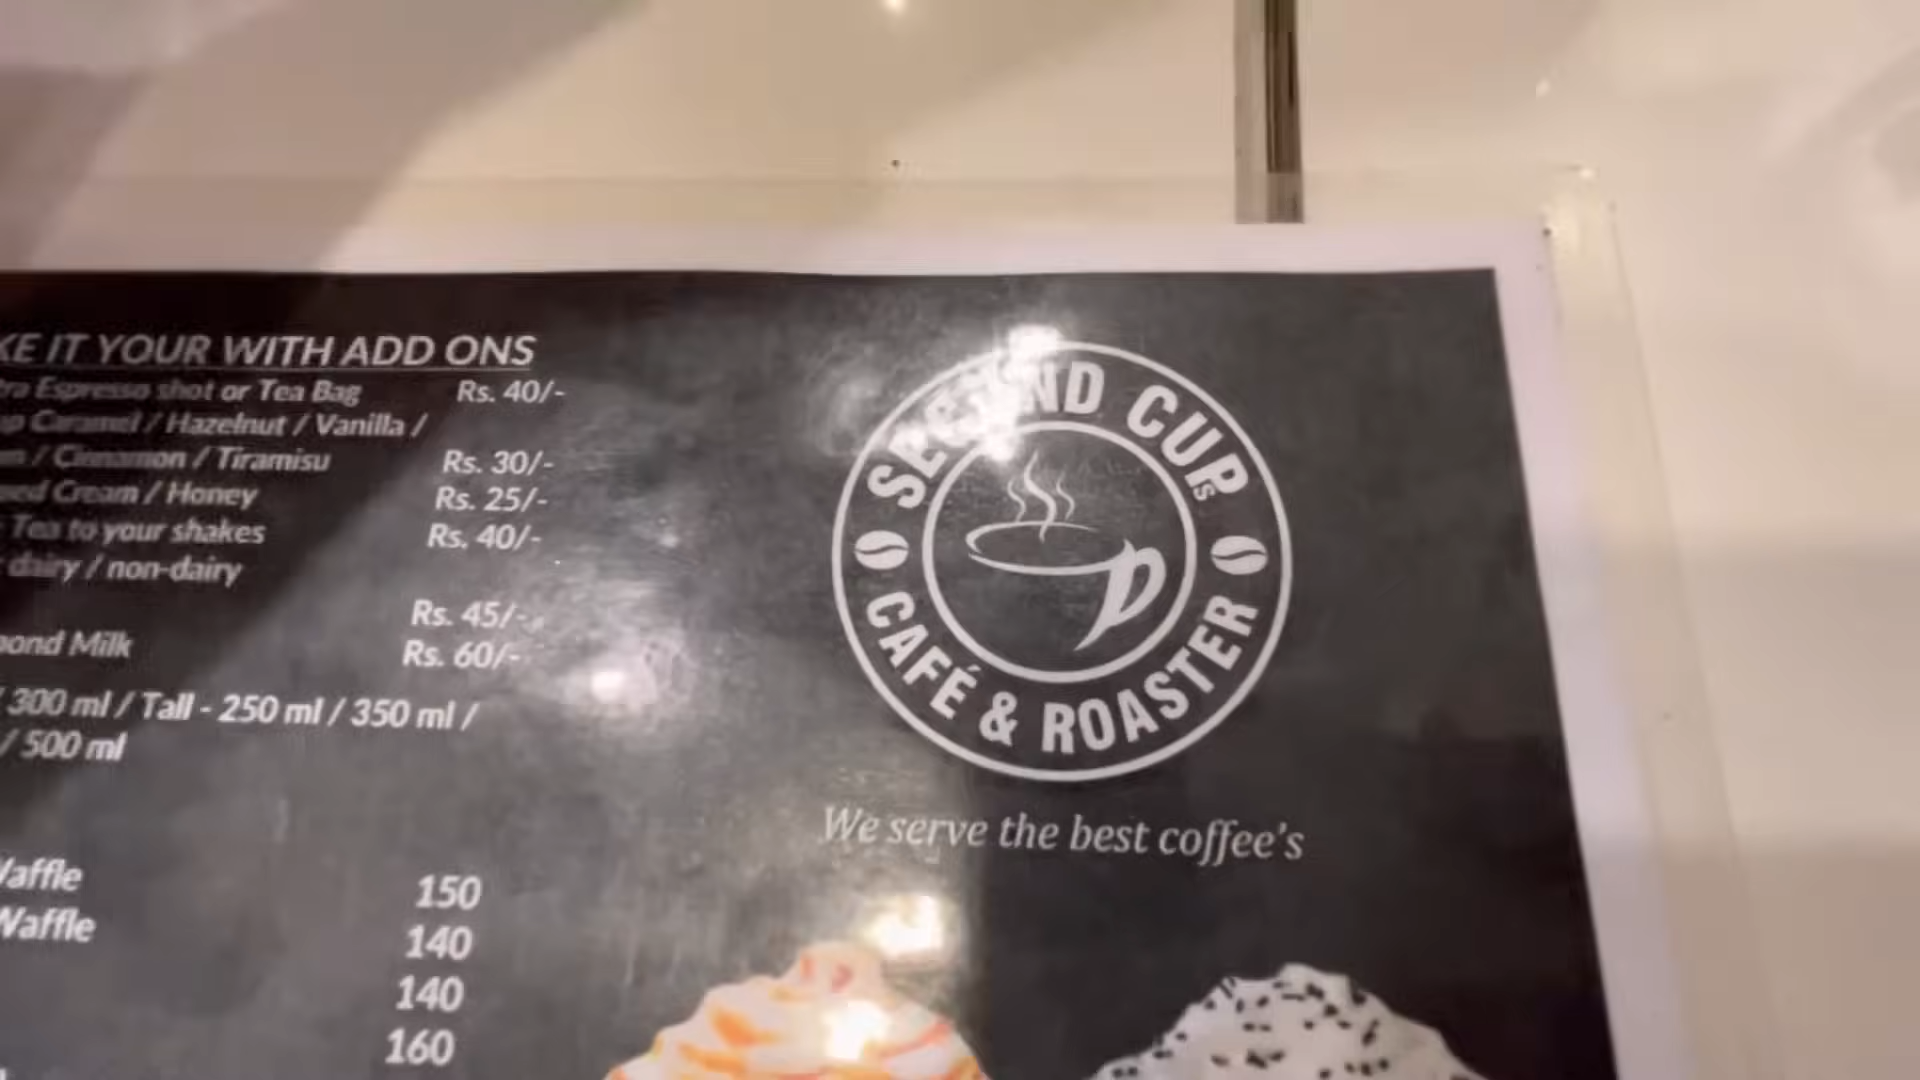 KE IT YOUR WITH ADD ONS
Espresso shot or Tea Bag Rs. 40/-
Caramel / Hazelnut / Vanilla /
/ Cinnamon / Tiramisu Rs. 30/-
Cream / Honey Rs. 25/-
Tea to your shakes Rs. 40/-
dairy / non-dairy
Rs. 45/-
Milk Rs. 60/-
/ 300 ml / Tall - 250 ml / 350 ml /
/ 500 ml
Waffle 150
Waffle 140
140
160
SECOND CUPs
CAFÉ & ROASTER
We serve the best coffee's